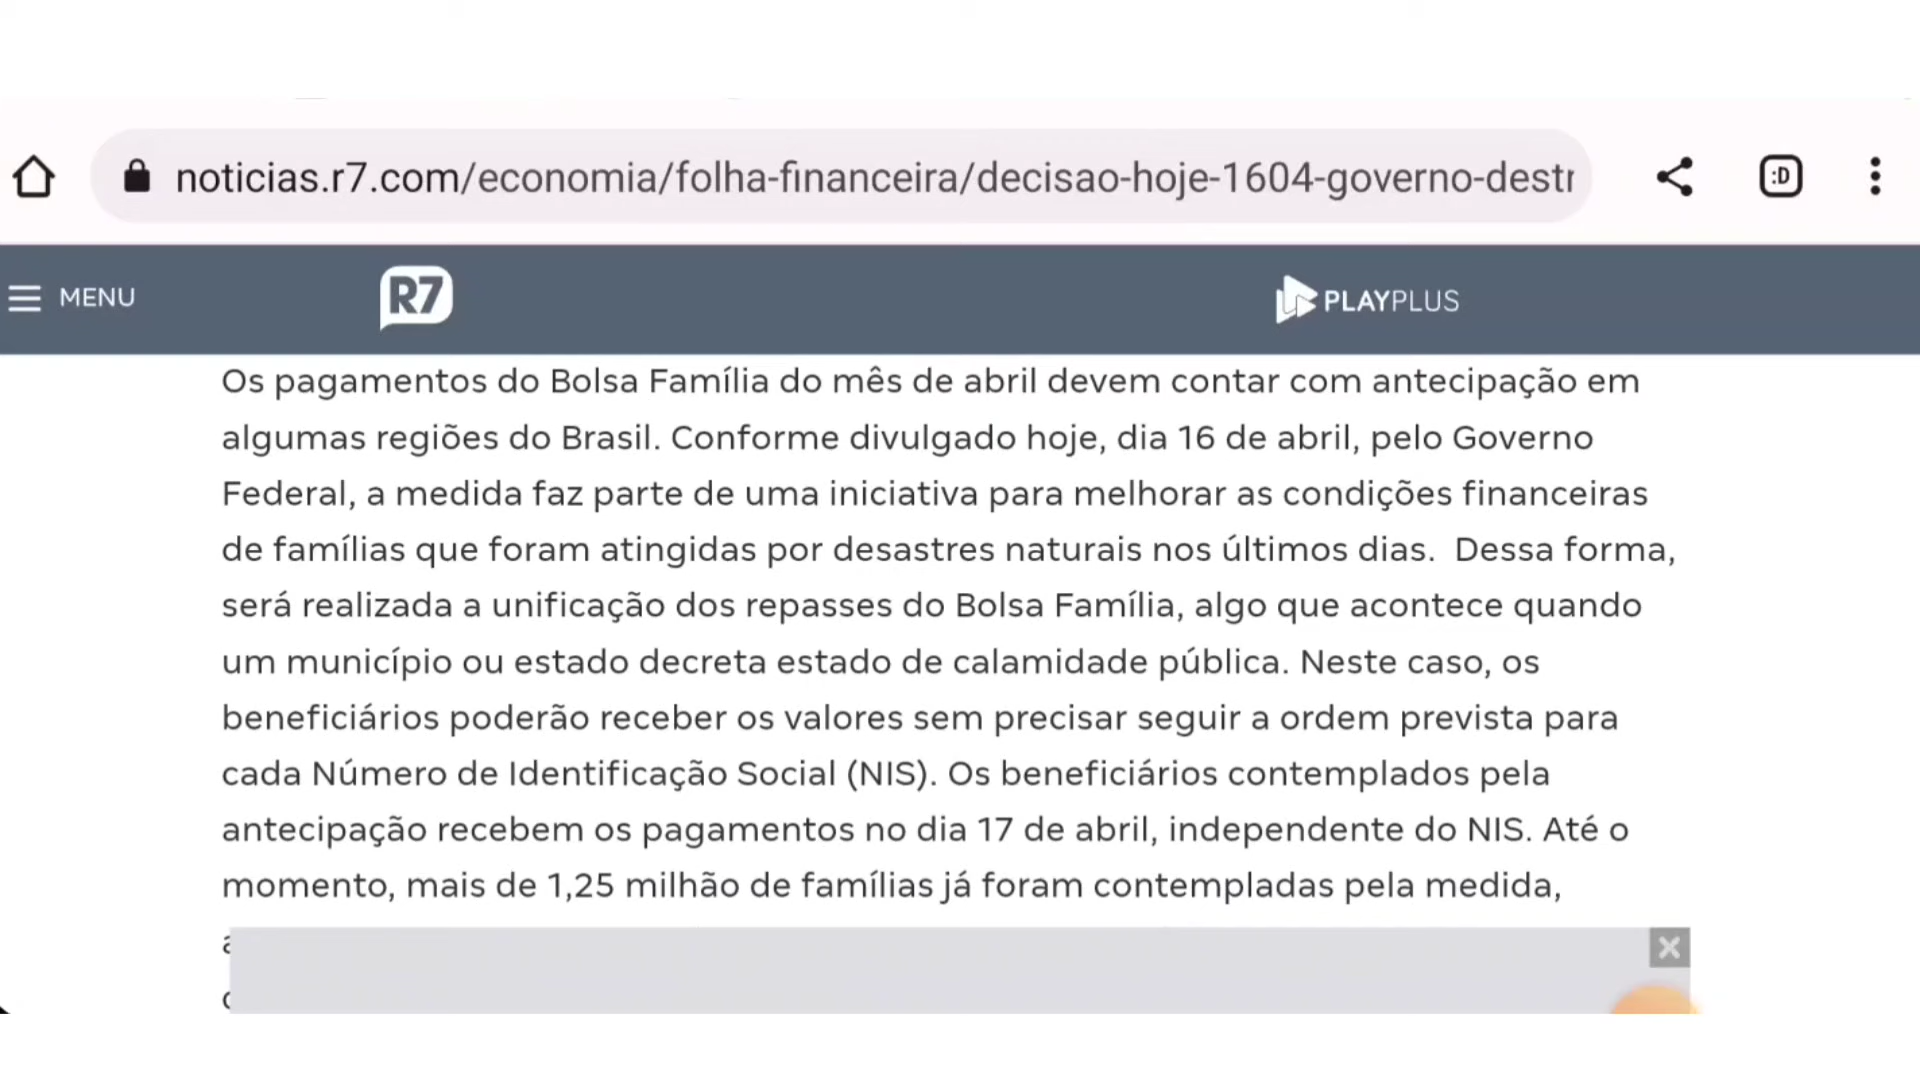 noticias.r7.com/economia/folha-financeira/decisao-hoje-1604-governo-destr
:D
MENU
R7
PLAYPLUS
Os pagamentos do Bolsa Família do mês de abril devem contar com antecipação em
algumas regiões do Brasil. Conforme divulgado hoje, dia 16 de abril, pelo Governo
Federal, a medida faz parte de uma iniciativa para melhorar as condições financeiras
de famílias que foram atingidas por desastres naturais nos últimos dias.  Dessa forma,
será realizada a unificação dos repasses do Bolsa Família, algo que acontece quando
um município ou estado decreta estado de calamidade pública. Neste caso, os
beneficiários poderão receber os valores sem precisar seguir a ordem prevista para
cada Número de Identificação Social (NIS). Os beneficiários contemplados pela
antecipação recebem os pagamentos no dia 17 de abril, independente do NIS. Até o
momento, mais de 1,25 milhão de famílias já foram contempladas pela medida,